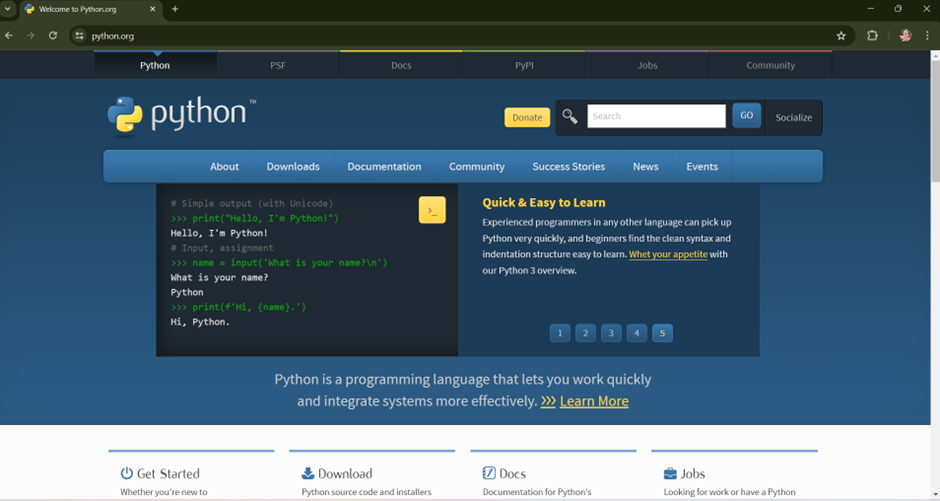 Welcome to Python.org
python.org
Python PSF Docs PyPI Jobs Community
python™
Donate Search GO Socialize
About Downloads Documentation Community Success Stories News Events
# Simple output (with Unicode)
>>> print("Hello, I'm Python!")
Hello, I'm Python!
# Input, assignment
>>> name = input('What is your name?\n')
What is your name?
Python
>>> print(f'Hi, {name}.')
Hi, Python.
>_
Quick & Easy to Learn
Experienced programmers in any other language can pick up
Python very quickly, and beginners find the clean syntax and
indentation structure easy to learn. Whet your appetite with
our Python 3 overview.
1 2 3 4 5
Python is a programming language that lets you work quickly
and integrate systems more effectively. >>> Learn More
Get Started
Whether you're new to
Download
Python source code and installers
Docs
Documentation for Python's
Jobs
Looking for work or have a Python